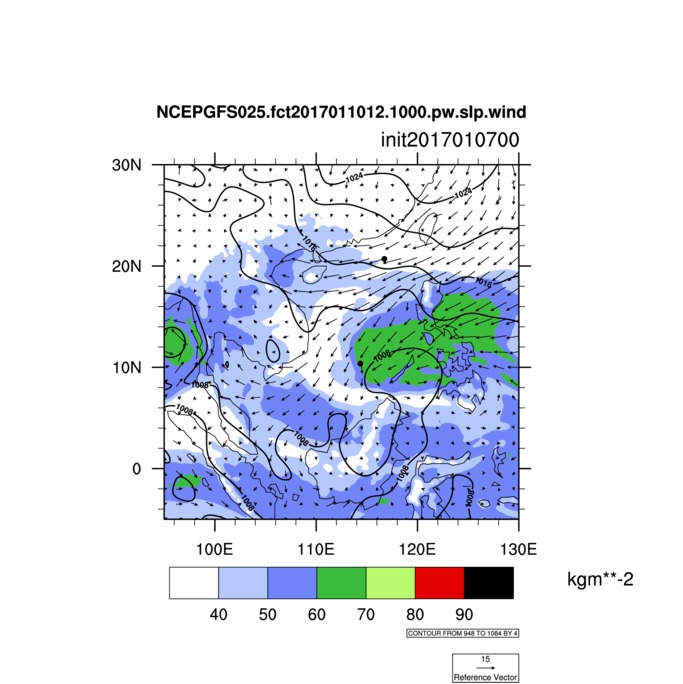 NCEPGFS025.fct2017011012.1000.pw.slp.wind
init2017010700
30N
1024
1024
1016
20N
1016
1008
10N
1008
1008
1008
1008
0
1008
1008
100E 110E 120E 130E
kgm**-2
40 50 60 70 80 90
CONTOUR FROM 948 TO 1084 BY 4
15
Reference Vector